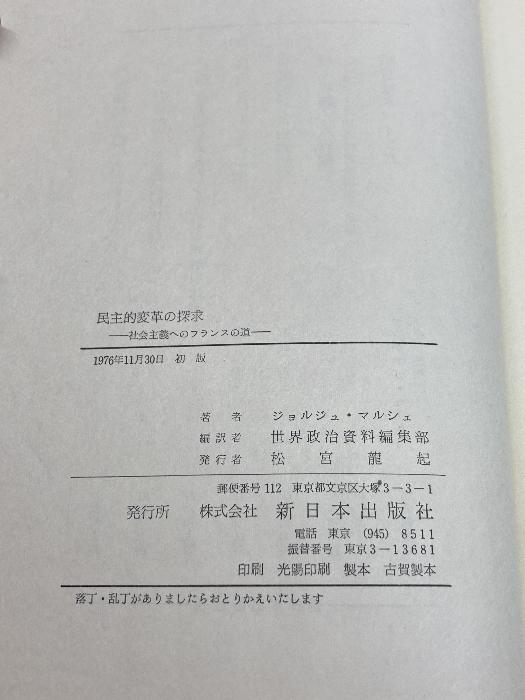 民主的変革の探求
――社会主義へのフランスの道――
1976年11月30日 初版
著者 ジョルジュ・マルシェ
編訳者 世界政治資料編集部
発行者 松宮龍起
郵便番号 112 東京都文京区大塚3-3-1
発行所 株式会社 新日本出版社
電話 東京 (945) 8511
振替番号 東京3-13681
印刷 光陽印刷 製本 古賀製本
落丁・乱丁がありましたらおとりかえいたします